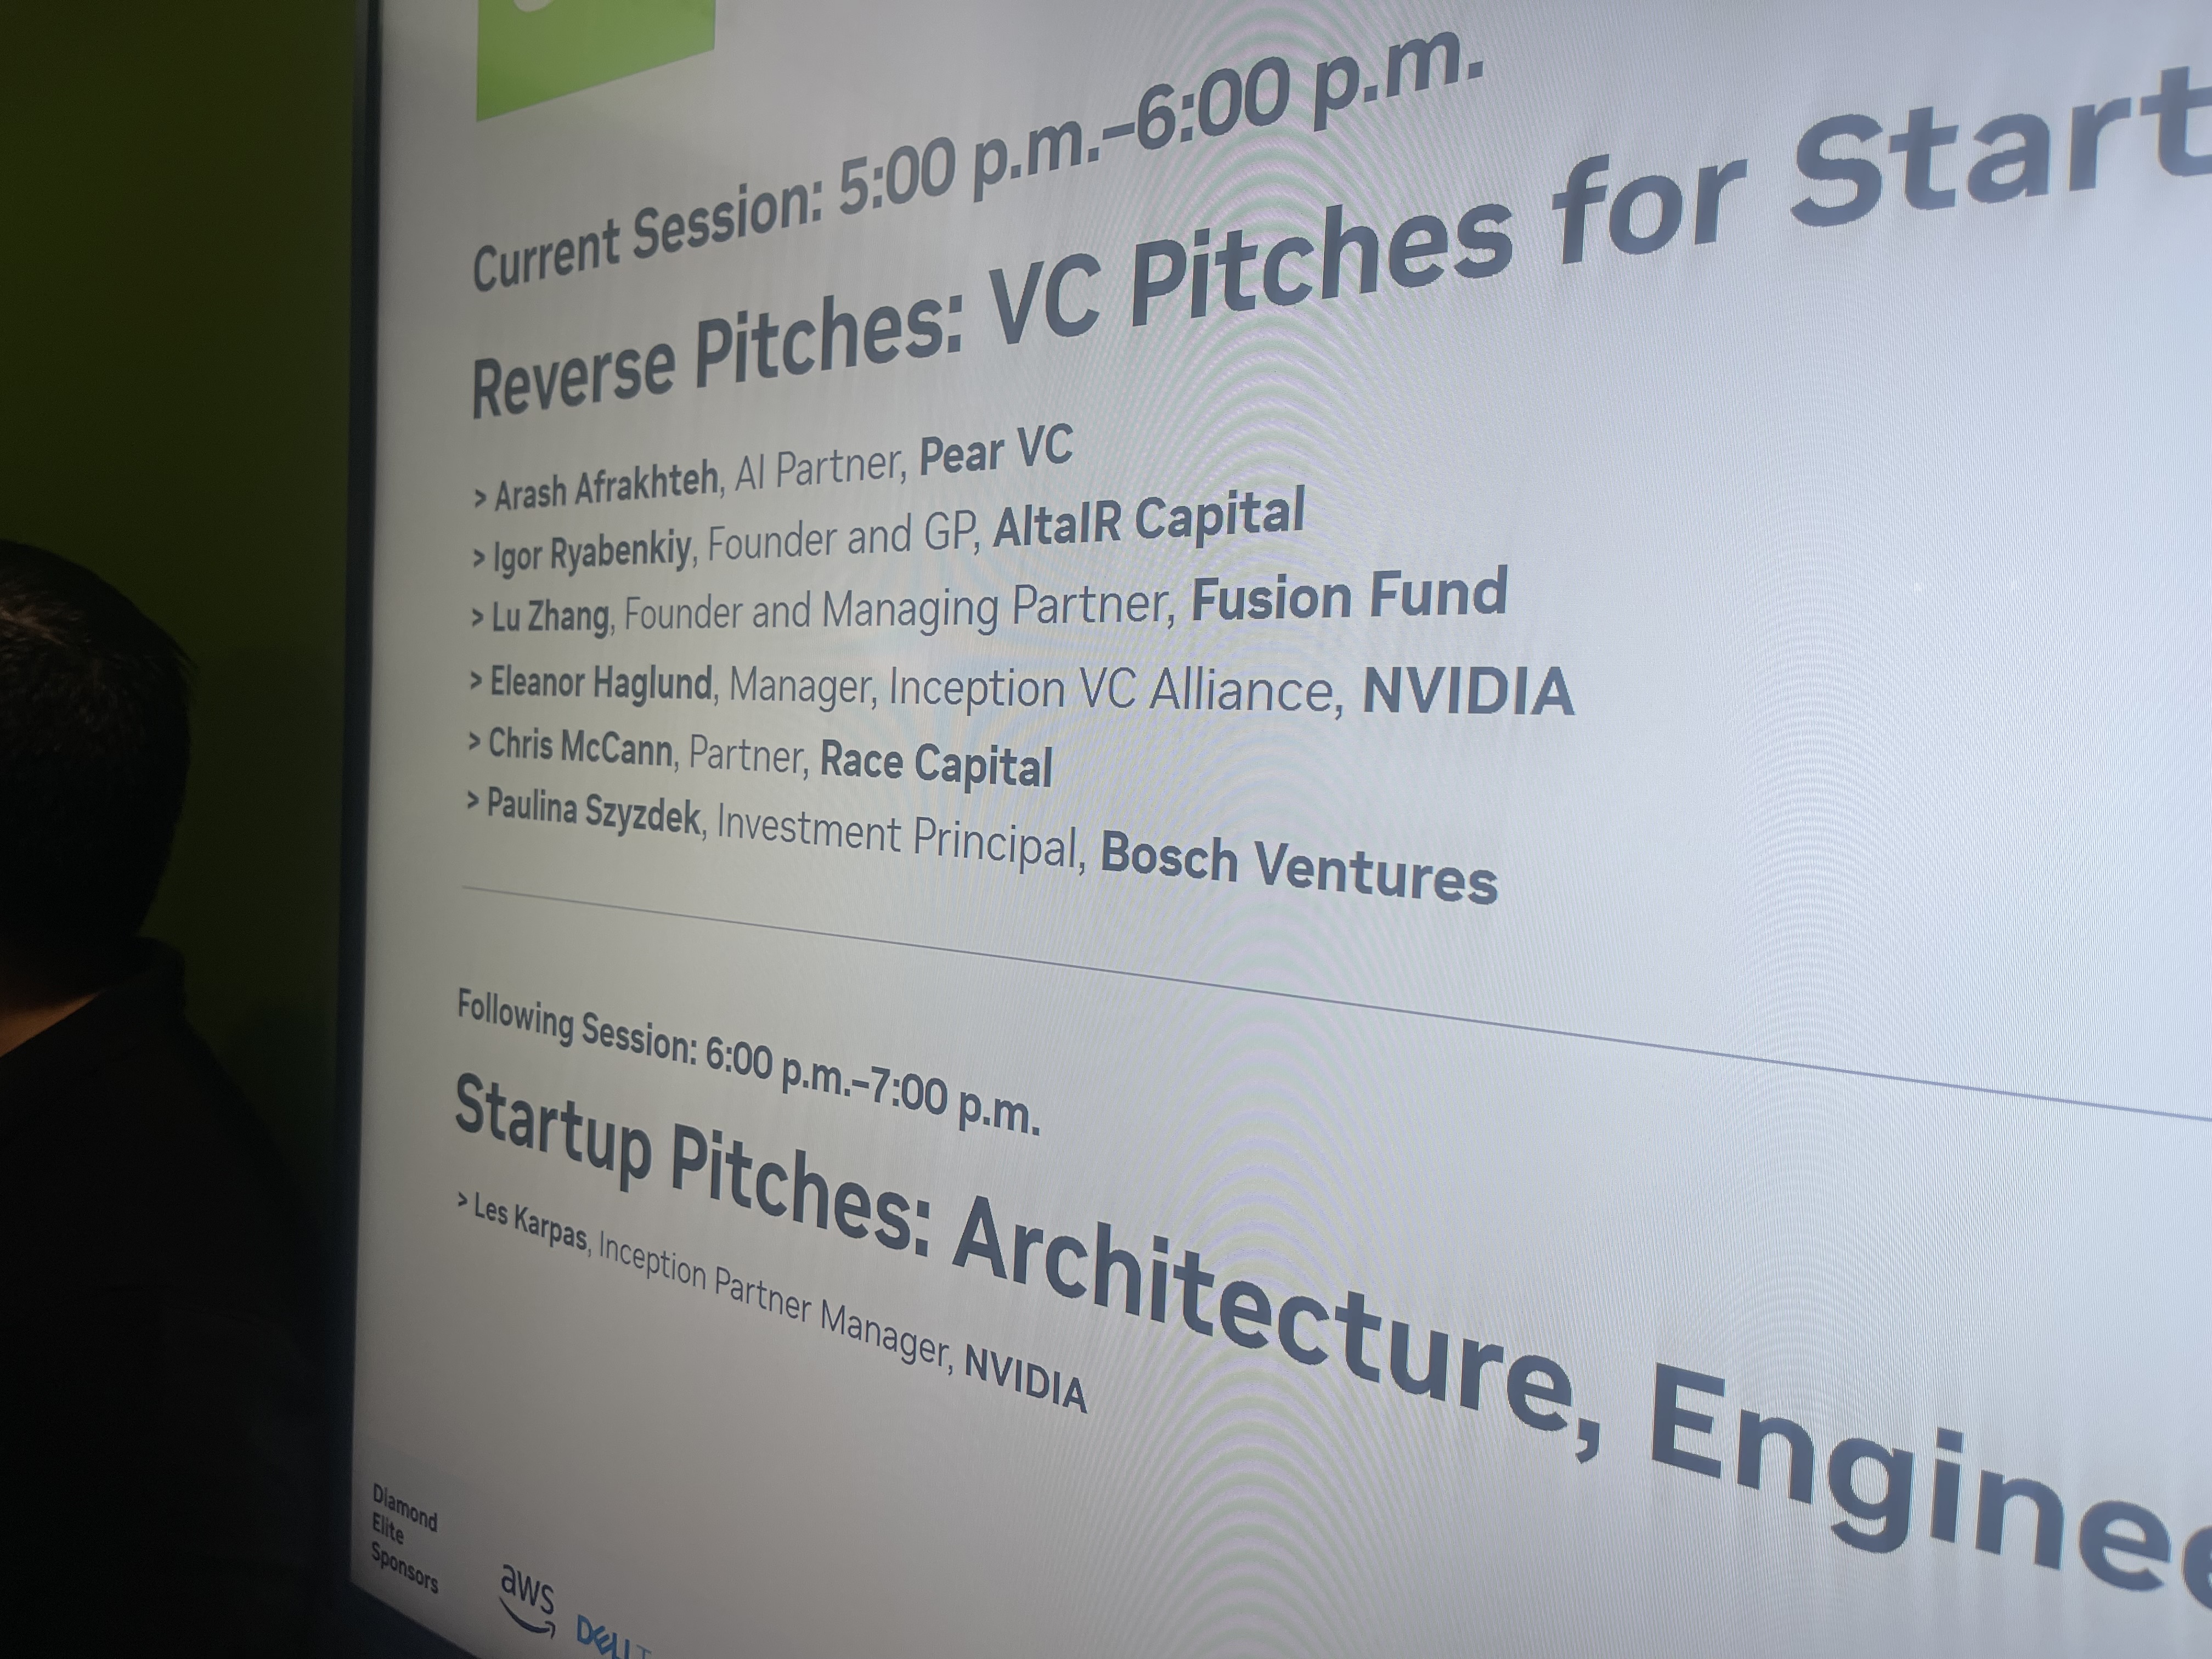 Current Session: 5:00 p.m.–6:00 p.m.
Reverse Pitches: VC Pitches for Start
> Arash Afrakhteh, AI Partner, Pear VC
> Igor Ryabenkiy, Founder and GP, AltaIR Capital
> Lu Zhang, Founder and Managing Partner, Fusion Fund
> Eleanor Haglund, Manager, Inception VC Alliance, NVIDIA
> Chris McCann, Partner, Race Capital
> Paulina Szyzdek, Investment Principal, Bosch Ventures
Following Session: 6:00 p.m.–7:00 p.m.
Startup Pitches: Architecture, Enginee
> Les Karpas, Inception Partner Manager, NVIDIA
Diamond
Elite
Sponsors
aws
DELL T